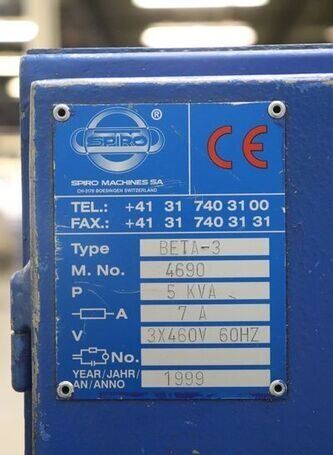 SPIRO
®
CE
SPIRO MACHINES SA
CH-3178 BOESINGEN SWITZERLAND
TEL.: +41 31 740 31 00
FAX.: +41 31 740 31 31
Type BETA-3
M. No. 4690
P 5 KVA
A 7 A
V 3X460V 60HZ
No.
YEAR/JAHR/
AN/ANNO 1999